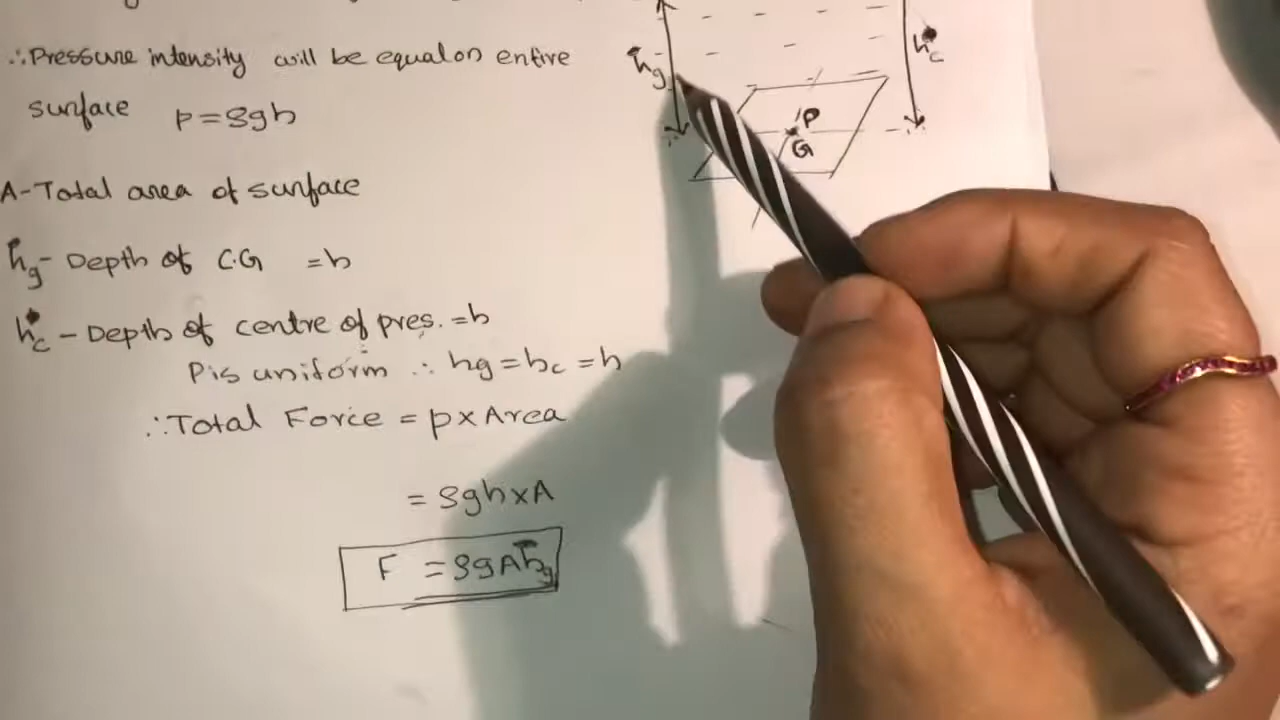 ∴Pressure intensity will be equal on entire
surface p=ρgh
A-Total area of surface
h̄g- Depth of C.G =h
h*c - Depth of centre of pres. =h
P is uniform ∴ hg=hc=h
∴Total Force = p×Area
= ρgh×A
F =ρgAh̄g
h̄g
h*c
P
G